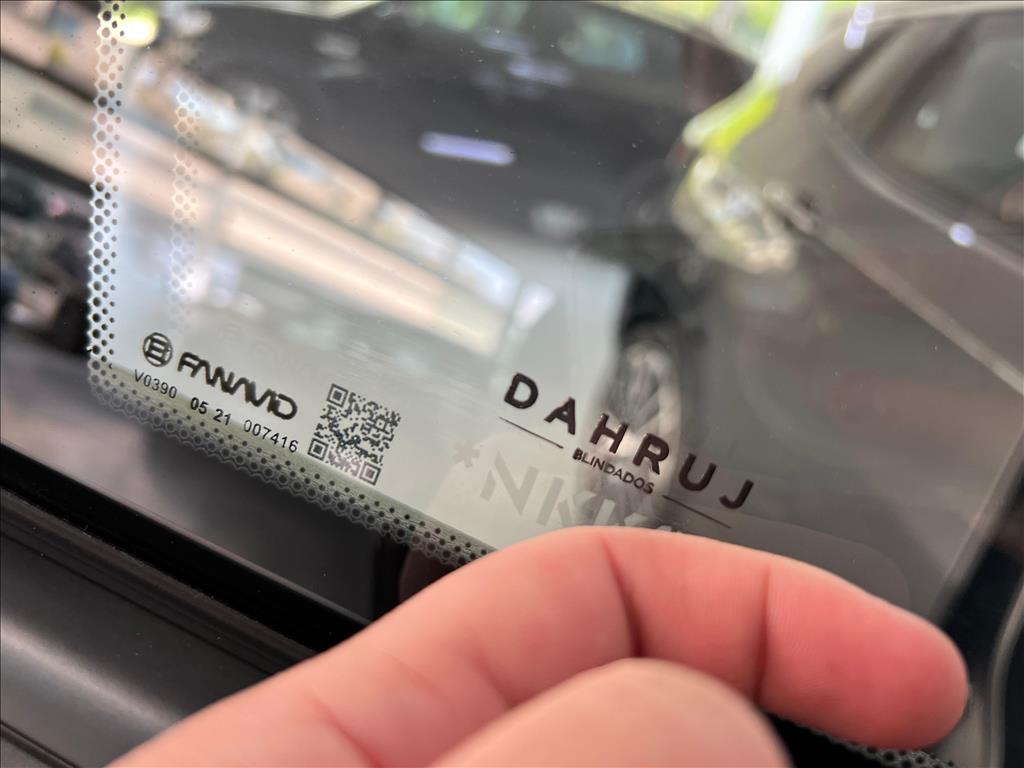 FANAVID
V0390 05 21 007416
DAHRUJ
BLINDADOS